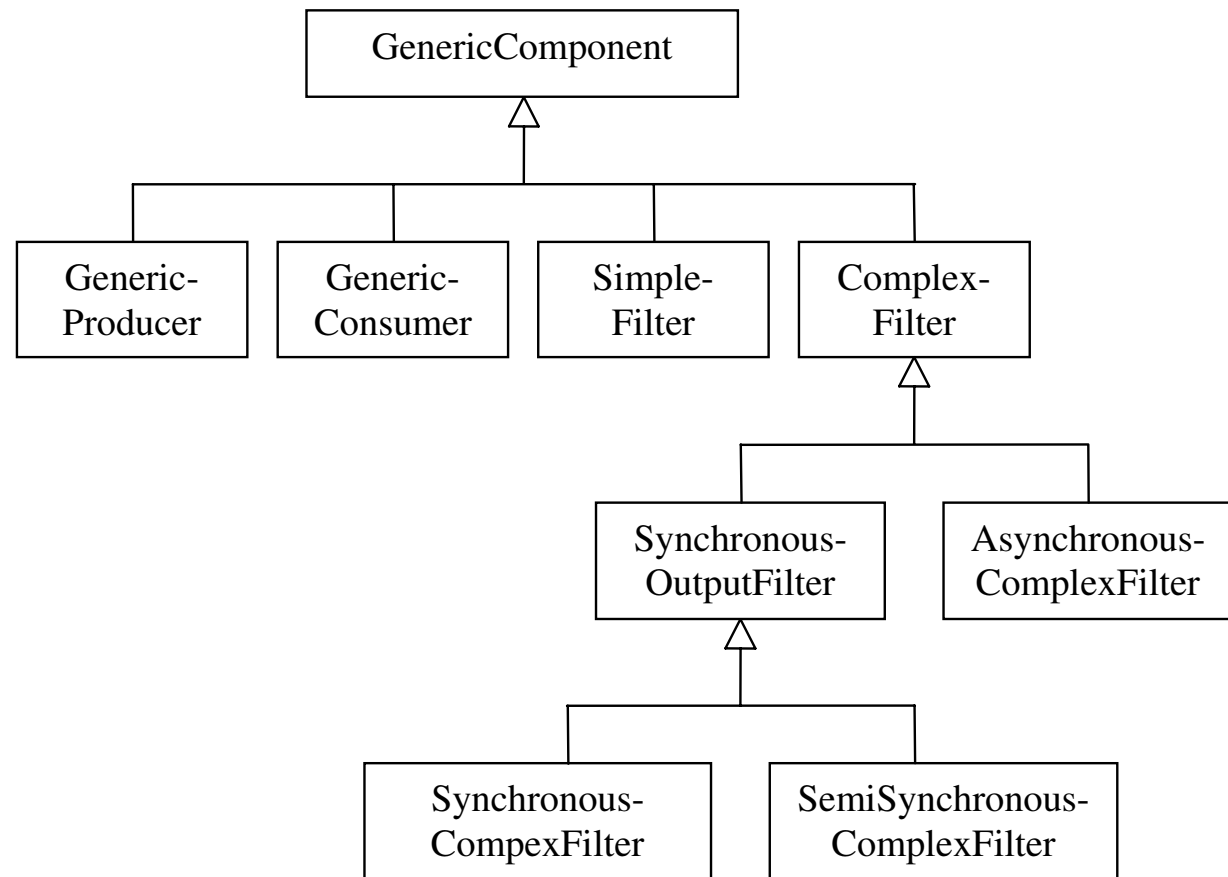 GenericComponent
Generic-
Producer
Generic-
Consumer
Simple-
Filter
Complex-
Filter
Synchronous-
OutputFilter
Asynchronous-
ComplexFilter
Synchronous-
CompexFilter
SemiSynchronous-
ComplexFilter